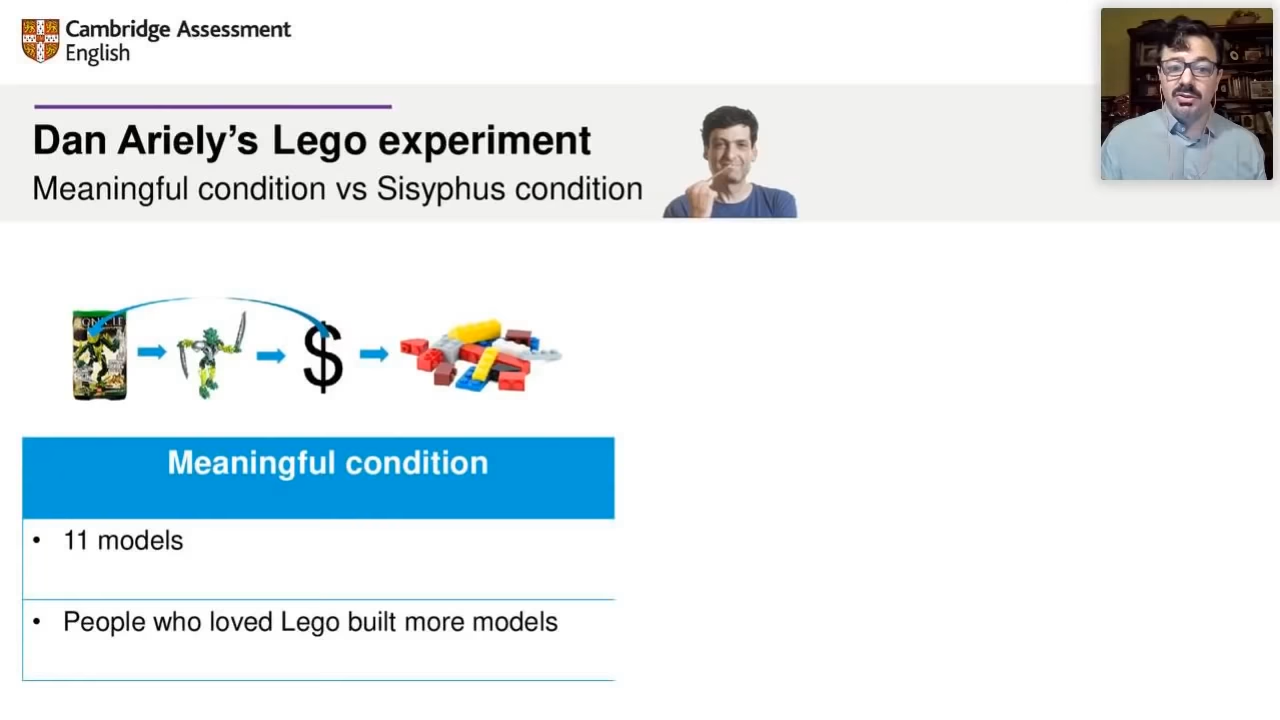 Cambridge Assessment
English
Dan Ariely's Lego experiment
Meaningful condition vs Sisyphus condition
$
Meaningful condition
• 11 models
• People who loved Lego built more models